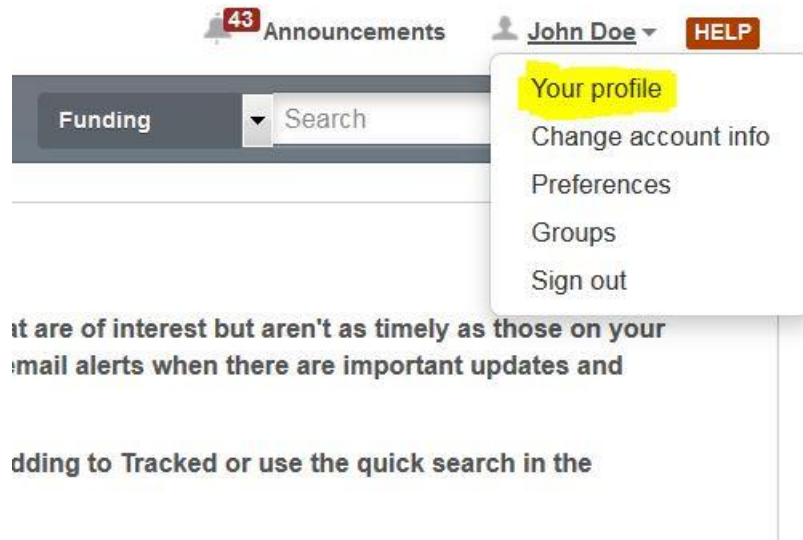 43 Announcements John Doe HELP
Funding Search
Your profile
Change account info
Preferences
Groups
Sign out
at are of interest but aren't as timely as those on your
email alerts when there are important updates and
dding to Tracked or use the quick search in the